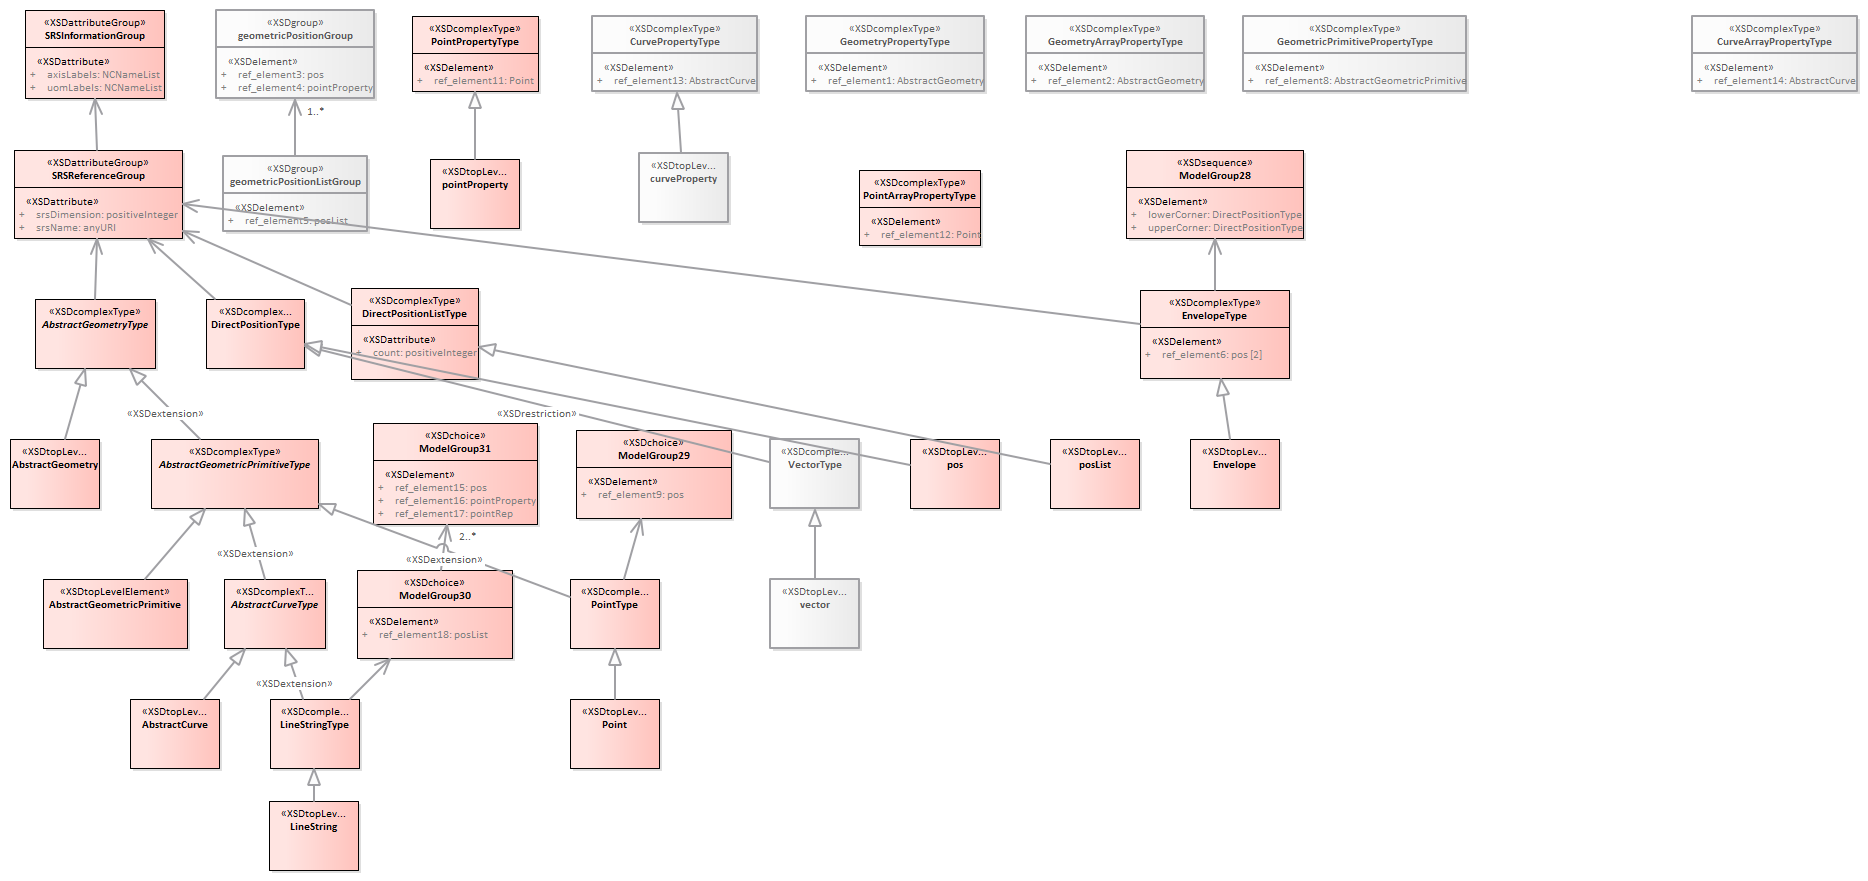 «XSDattributeGroup»
SRSInformationGroup
«XSDattribute»
+ axisLabels: NCNameList
+ uomLabels: NCNameList
«XSDgroup»
geometricPositionGroup
«XSDelement»
+ ref_element3: pos
+ ref_element4: pointProperty
«XSDcomplexType»
PointPropertyType
«XSDelement»
+ ref_element11: Point
«XSDcomplexType»
CurvePropertyType
«XSDelement»
+ ref_element13: AbstractCurve
«XSDcomplexType»
GeometryPropertyType
«XSDelement»
+ ref_element1: AbstractGeometry
«XSDcomplexType»
GeometryArrayPropertyType
«XSDelement»
+ ref_element2: AbstractGeometry
«XSDcomplexType»
GeometricPrimitivePropertyType
«XSDelement»
+ ref_element8: AbstractGeometricPrimitive
«XSDcomplexType»
CurveArrayPropertyType
«XSDelement»
+ ref_element14: AbstractCurve
1..*
«XSDattributeGroup»
SRSReferenceGroup
«XSDattribute»
+ srsDimension: positiveInteger
+ srsName: anyURI
«XSDgroup»
geometricPositionListGroup
«XSDelement»
+ ref_element5: posList
«XSDtopLev...
pointProperty
«XSDtopLev...
curveProperty
«XSDcomplexType»
PointArrayPropertyType
«XSDelement»
+ ref_element12: Point
«XSDsequence»
ModelGroup28
«XSDelement»
+ lowerCorner: DirectPositionType
+ upperCorner: DirectPositionType
«XSDcomplexType»
AbstractGeometryType
«XSDcomplex...
DirectPositionType
«XSDcomplexType»
DirectPositionListType
«XSDattribute»
+ count: positiveInteger
«XSDcomplexType»
EnvelopeType
«XSDelement»
+ ref_element6: pos [2]
«XSDextension»
«XSDrestriction»
«XSDtopLev...
AbstractGeometry
«XSDcomplexType»
AbstractGeometricPrimitiveType
«XSDchoice»
ModelGroup31
«XSDelement»
+ ref_element15: pos
+ ref_element16: pointProperty
+ ref_element17: pointRep
«XSDchoice»
ModelGroup29
«XSDelement»
+ ref_element9: pos
«XSDcomple...
VectorType
«XSDtopLev...
pos
«XSDtopLev...
posList
«XSDtopLev...
Envelope
2..*
«XSDextension»
«XSDextension»
«XSDtopLevelElement»
AbstractGeometricPrimitive
«XSDcomplexT...
AbstractCurveType
«XSDchoice»
ModelGroup30
«XSDelement»
+ ref_element18: posList
«XSDcomple...
PointType
«XSDtopLev...
vector
«XSDextension»
«XSDtopLev...
AbstractCurve
«XSDcomple...
LineStringType
«XSDtopLev...
Point
«XSDtopLev...
LineString